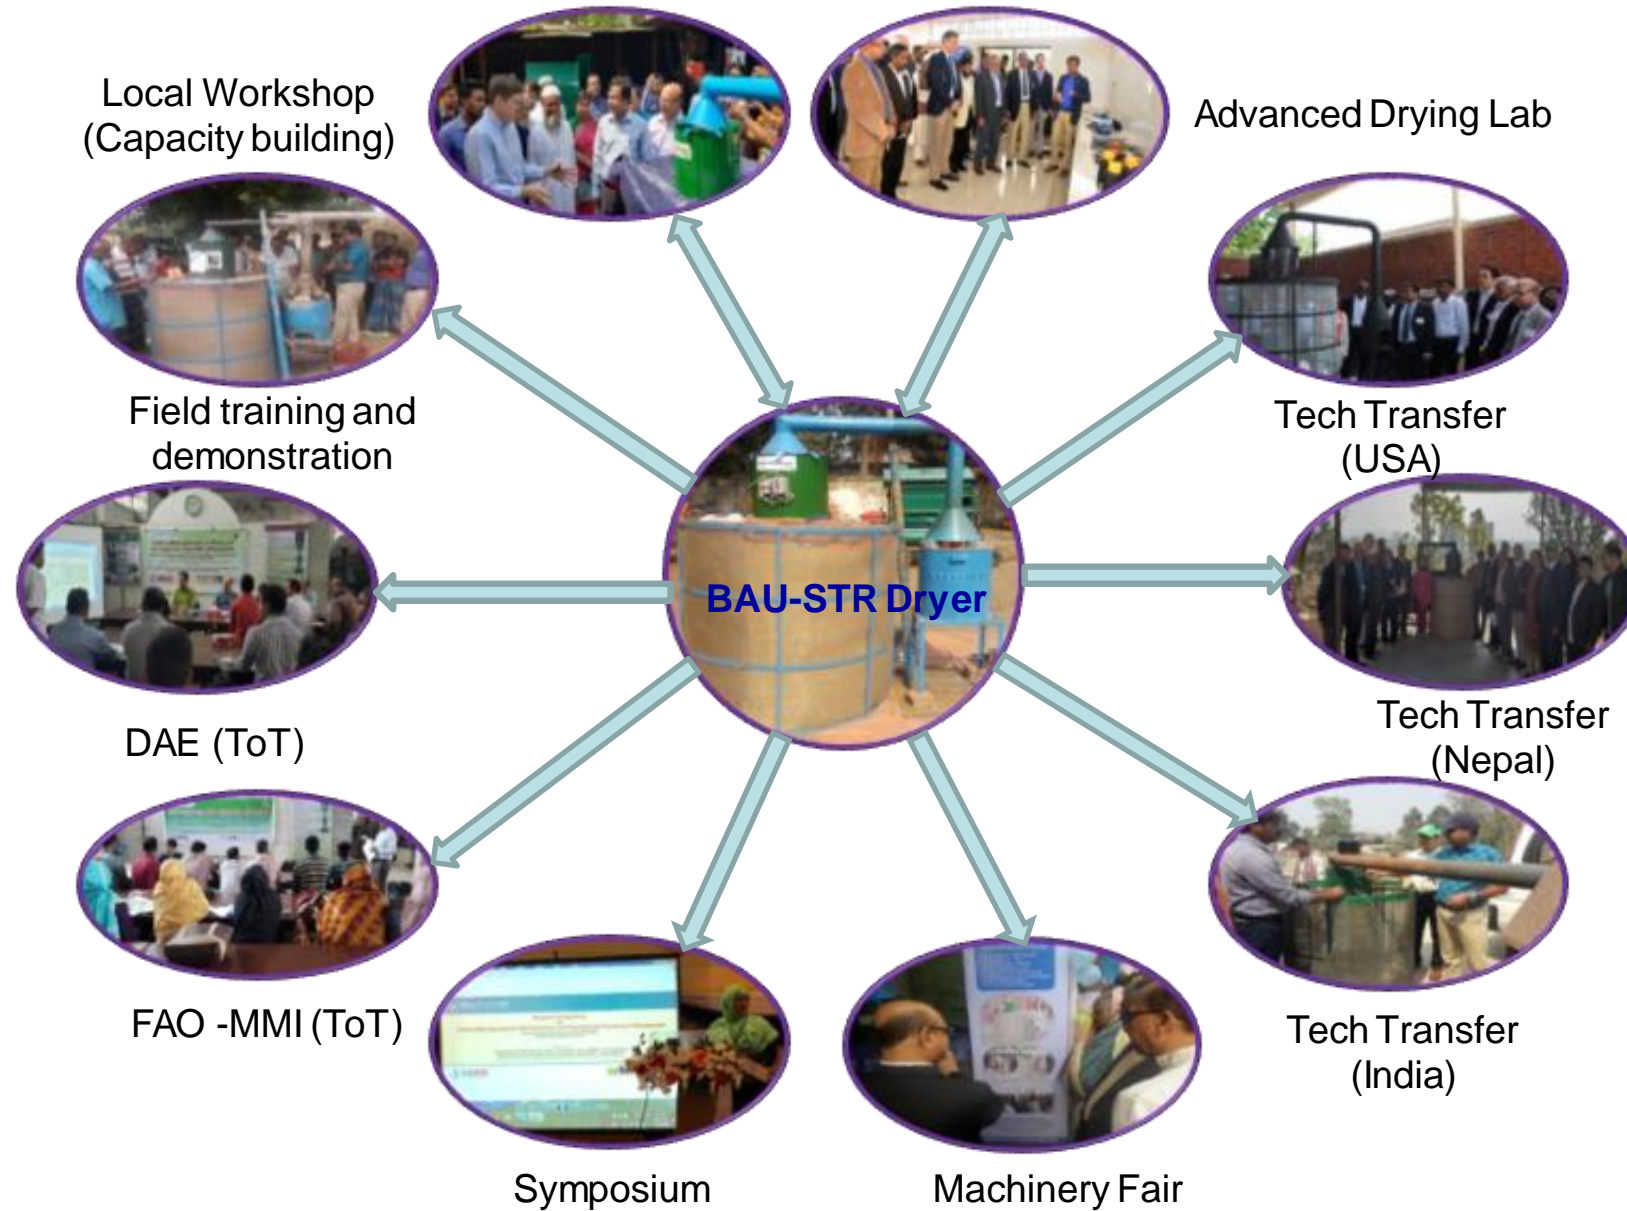 Local Workshop
(Capacity building)
Advanced Drying Lab
Field training and
demonstration
Tech Transfer
(USA)
BAU-STR Dryer
DAE (ToT)
Tech Transfer
(Nepal)
FAO -MMI (ToT)
Tech Transfer
(India)
Symposium
Machinery Fair